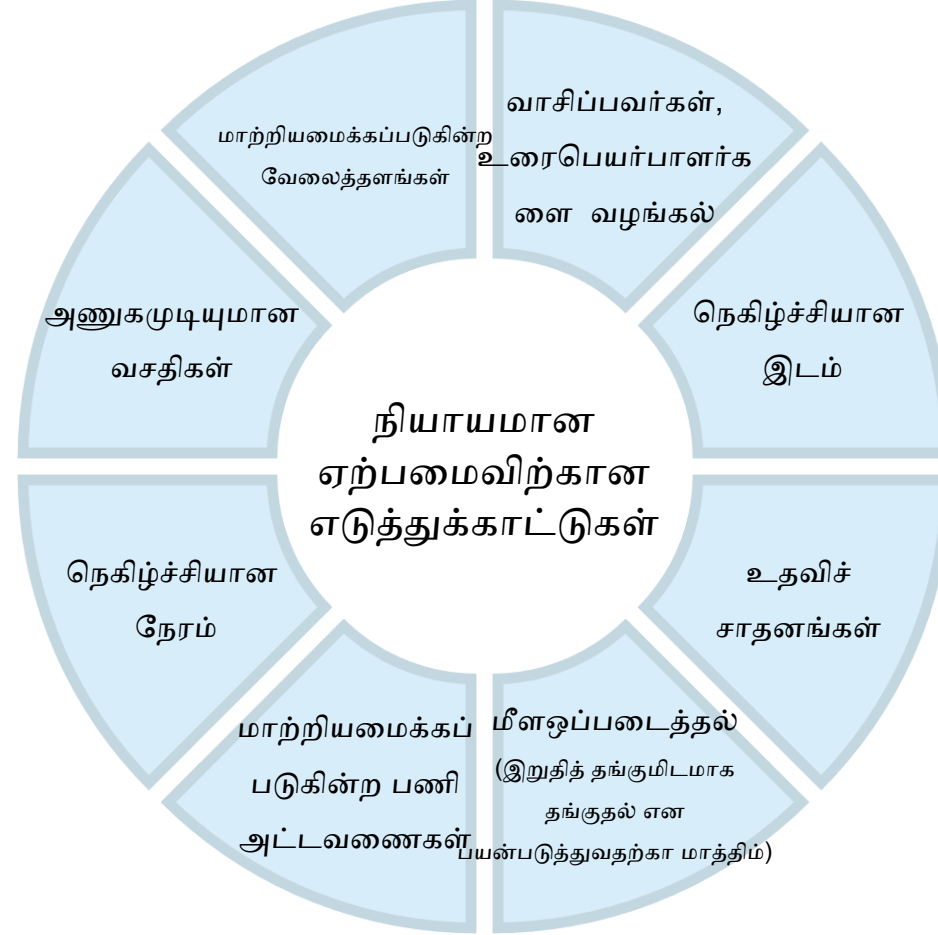 வாசிப்பவர்கள்,
உரைபெயர்பாளர்க
ளை வழங்கல்
நெகிழ்ச்சியான
இடம்
உதவிச்
சாதனங்கள்
மீளஒப்படைத்தல்
(இறுதித் தங்குமிடமாக
தங்குதல் என
பயன்படுத்துவதற்கா மாத்திம்)
மாற்றியமைக்கப்
படுகின்ற பணி
அட்டவணைகள்
நெகிழ்ச்சியான
நேரம்
அணுகமுடியுமான
வசதிகள்
மாற்றியமைக்கப்படுகின்ற
வேலைத்தளங்கள்
நியாயமான
ஏற்பமைவிற்கான
எடுத்துக்காட்டுகள்